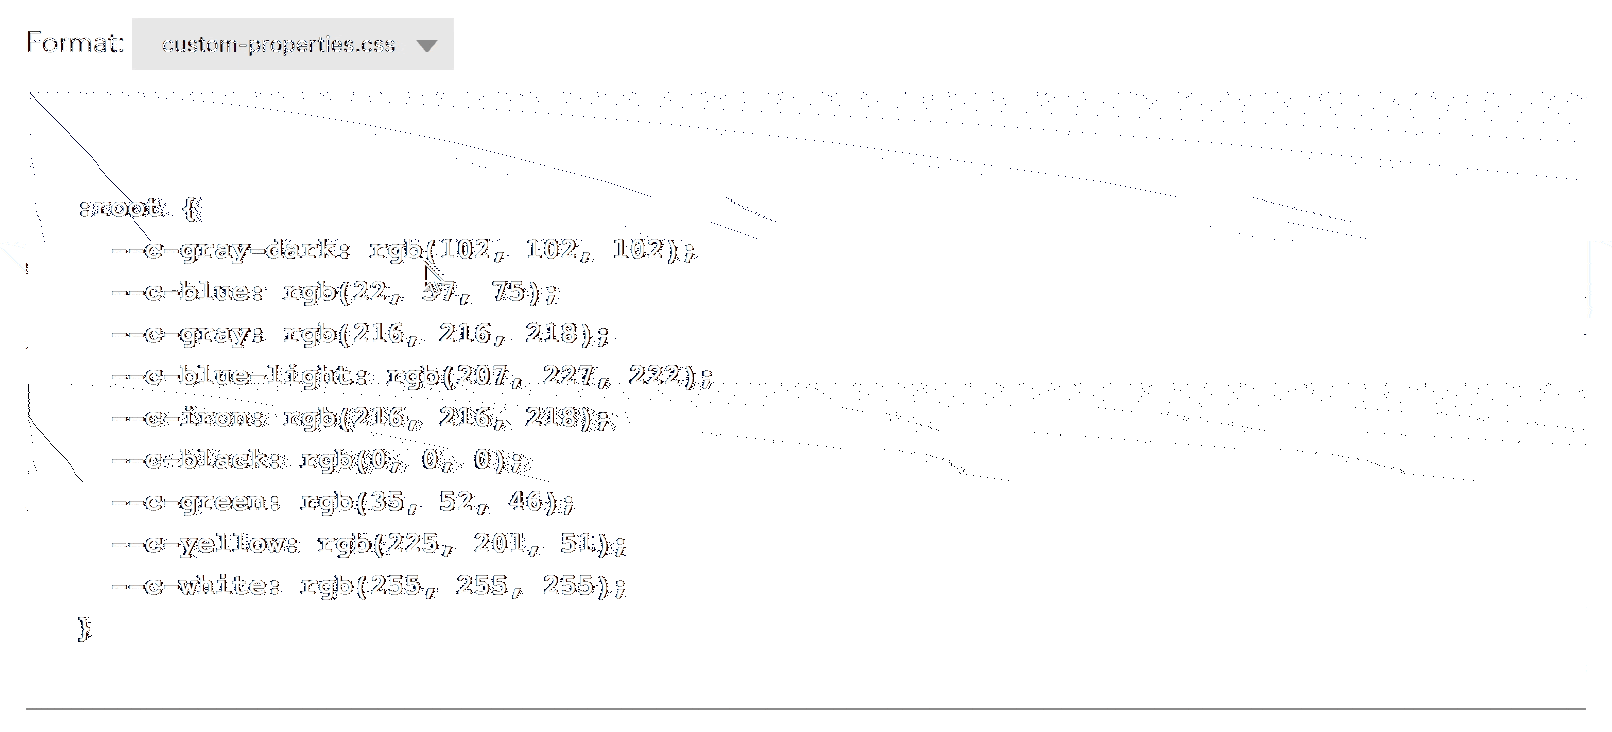 Format: custom-properties.css
:root {
--c-gray-dark: rgb(102, 102, 102);
--c-blue: rgb(22, 37, 75);
--c-gray: rgb(216, 216, 218);
--c-blue-light: rgb(207, 227, 222);
rgb(216, 216, 218);
--c-black: rgb(0, 0, 0);
--c-green: rgb(35, 52, 46);
--c-yellow: rgb(225, 201, 51);
--c-white: rgb(255, 255, 255);
};